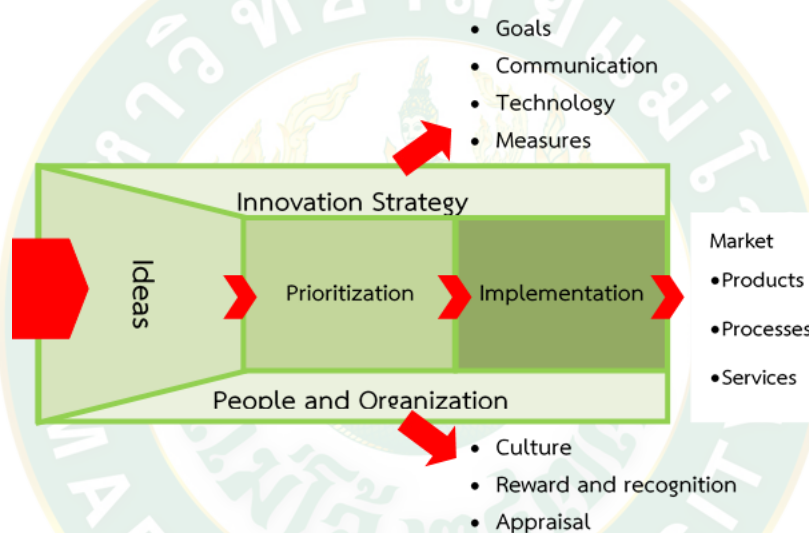 • Goals
• Communication
• Technology
• Measures
Innovation Strategy
Ideas
Prioritization
Implementation
Market
•Products
•Processes
•Services
People and Organization
• Culture
• Reward and recognition
• Appraisal